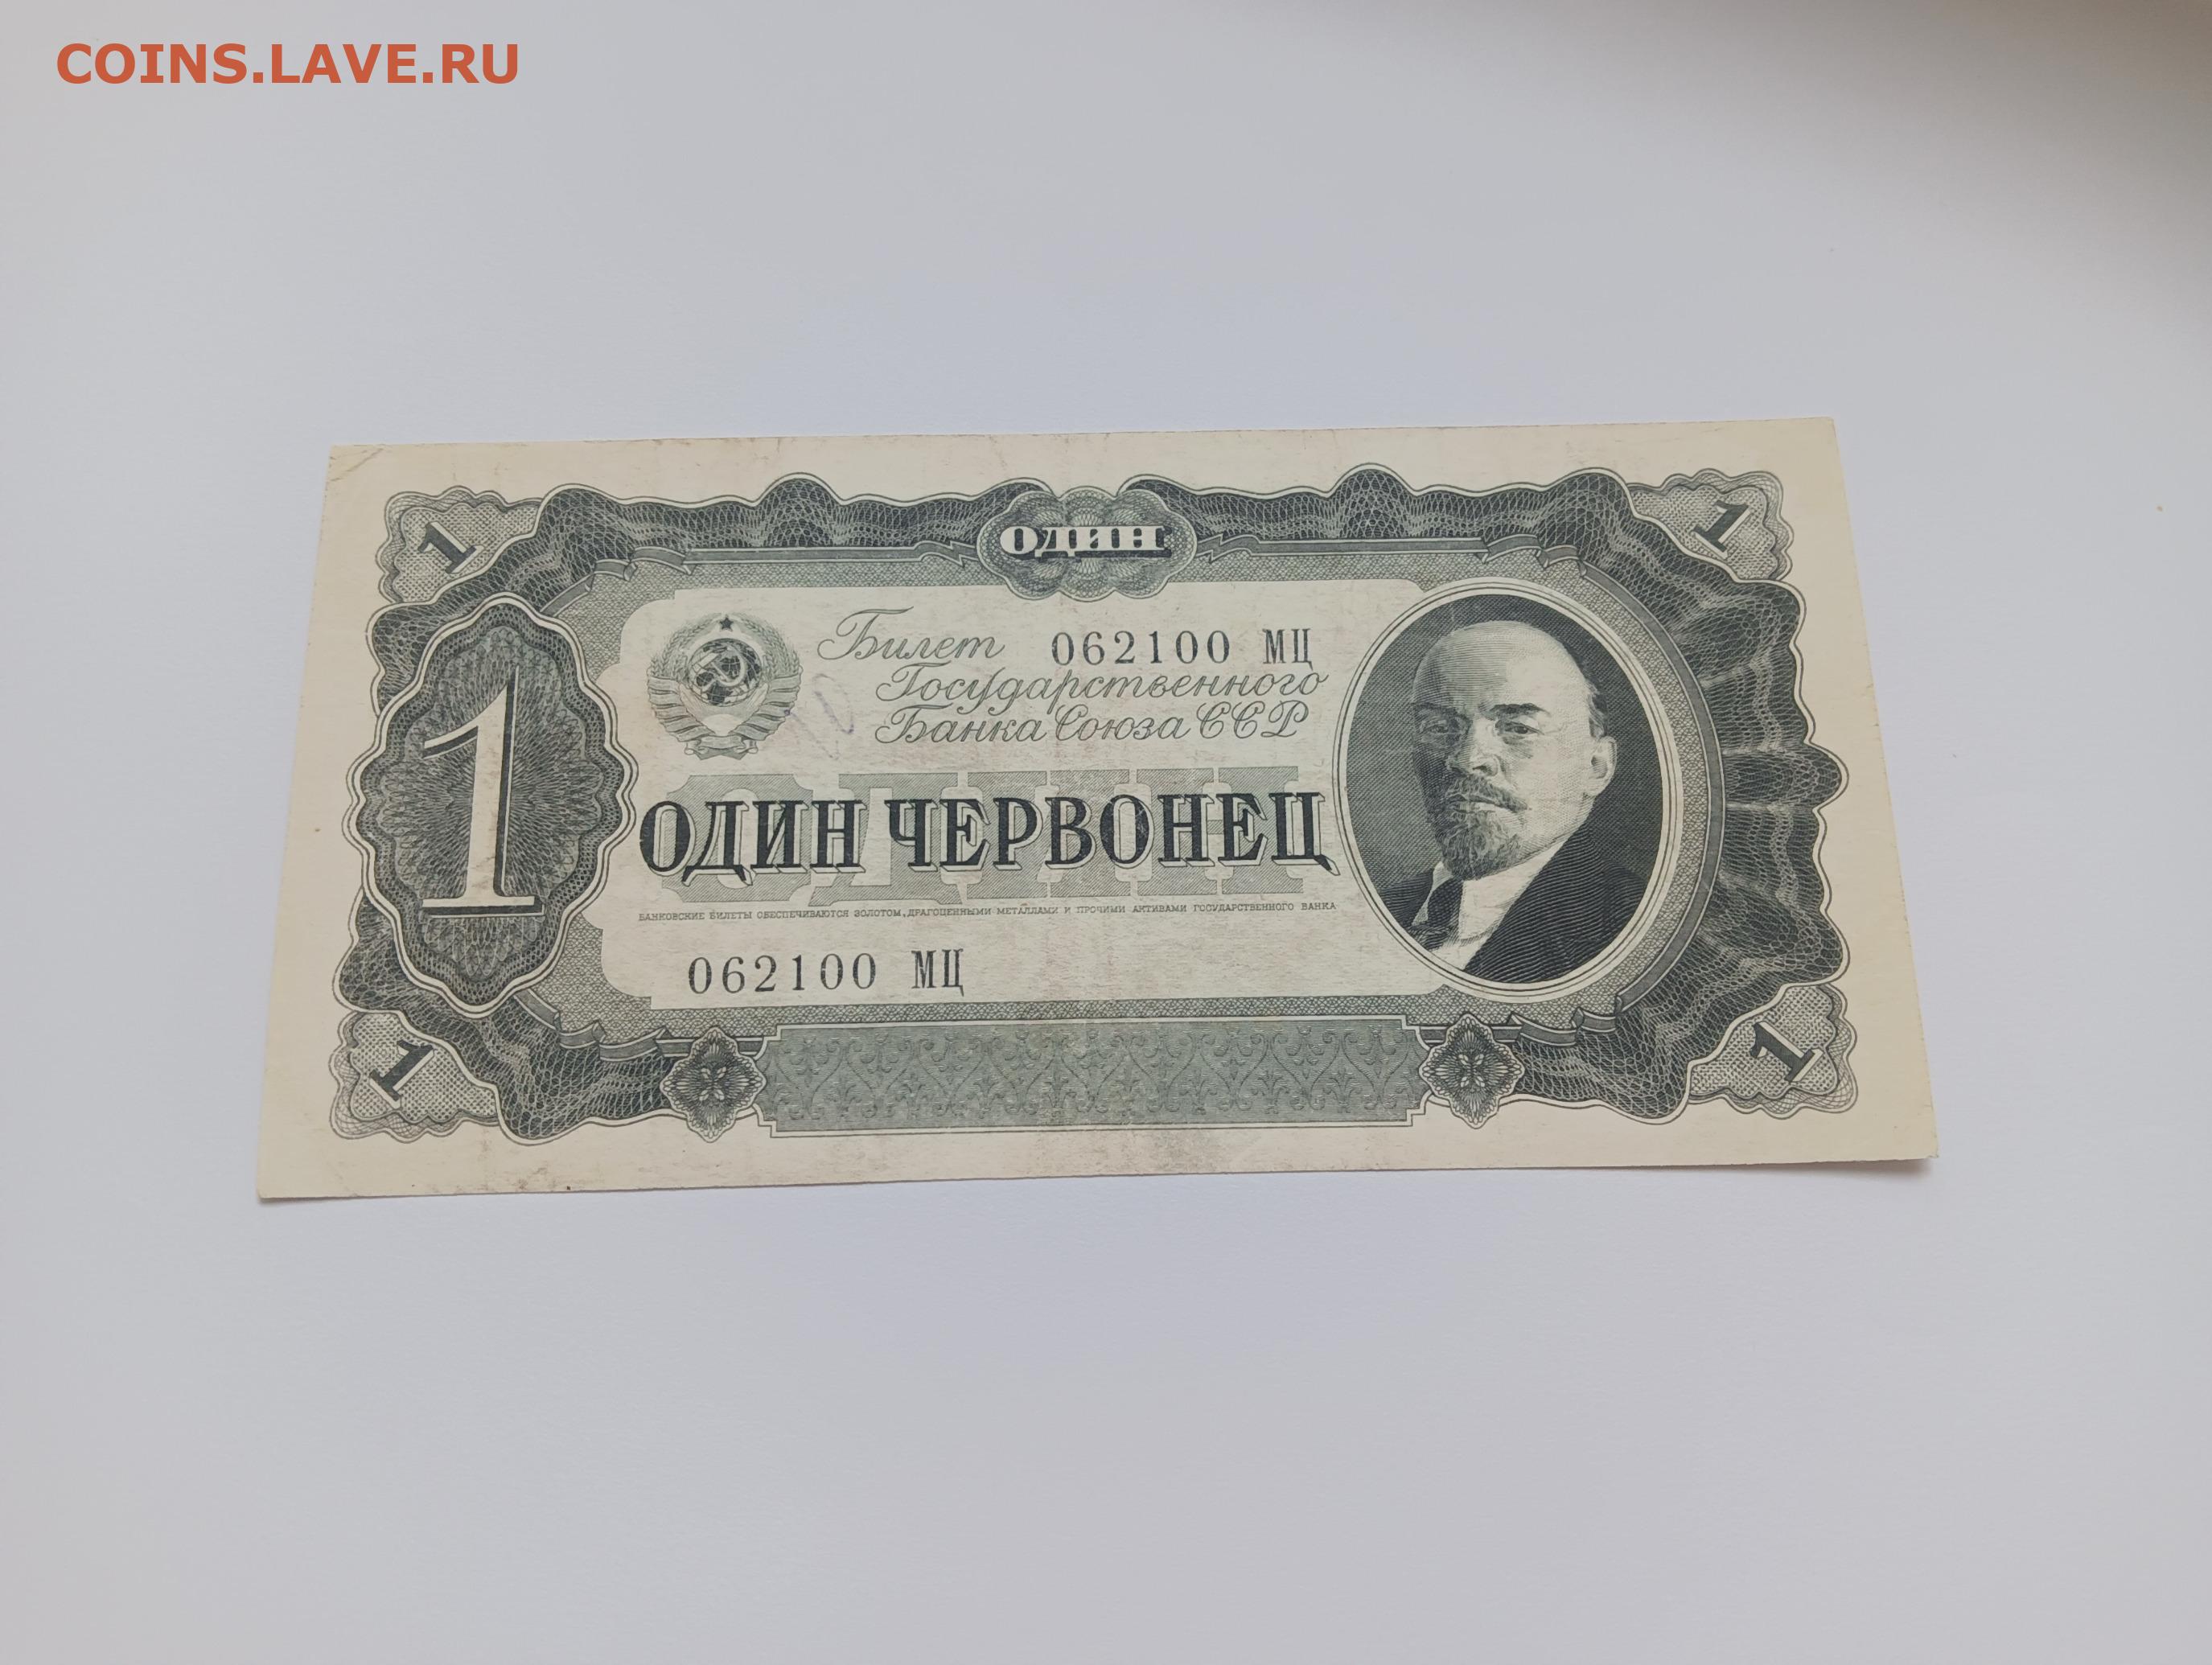 COINS.LAVE.RU
1
ОДИН
1
Билет 062100 МЦ
Государственного
Банка Союза ССР
1
ОДИН
ОДИН ЧЕРВОНЕЦ
БАНКОВСКИЕ БИЛЕТЫ ОБЕСПЕЧИВАЮТСЯ ЗОЛОТОМ, ДРАГОЦЕННЫМИ МЕТАЛЛАМИ И ПРОЧИМИ АКТИВАМИ ГОСУДАРСТВЕННОГО БАНКА
062100 МЦ
1
1